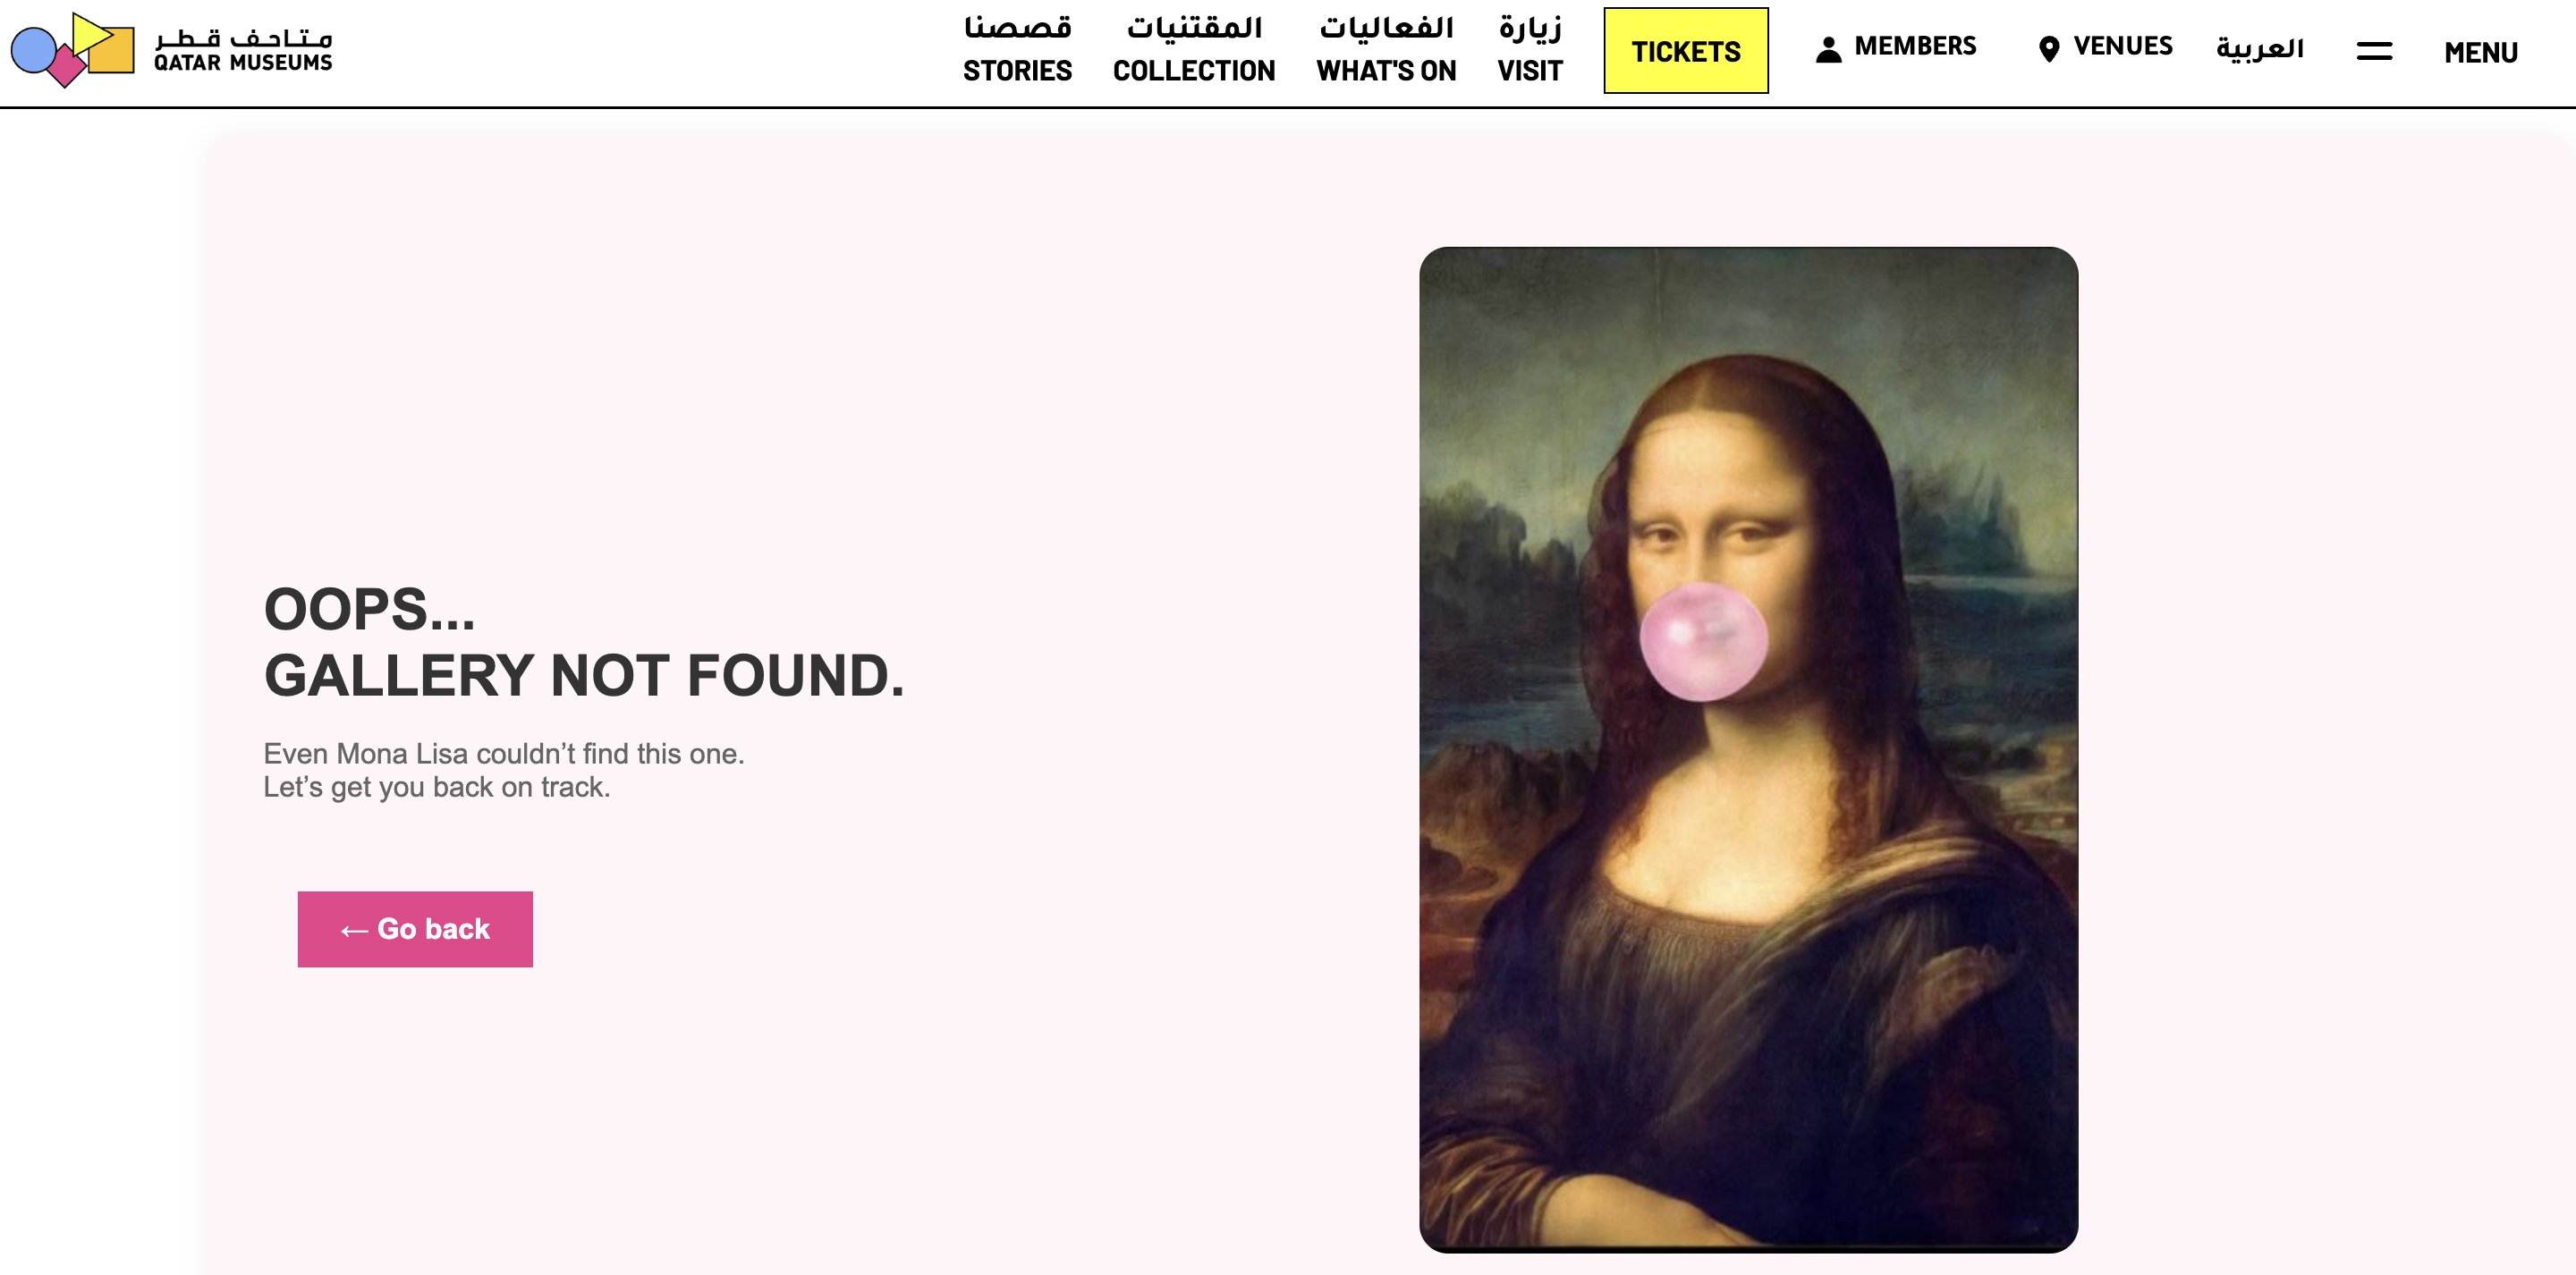 متاحف قطر
QATAR MUSEUMS
قصصنا
STORIES
المقتنيات
COLLECTION
الفعاليات
WHAT'S ON
زيارة
VISIT
TICKETS
MEMBERS
VENUES
العربية
MENU
OOPS...
GALLERY NOT FOUND.
Even Mona Lisa couldn’t find this one.
Let’s get you back on track.
← Go back